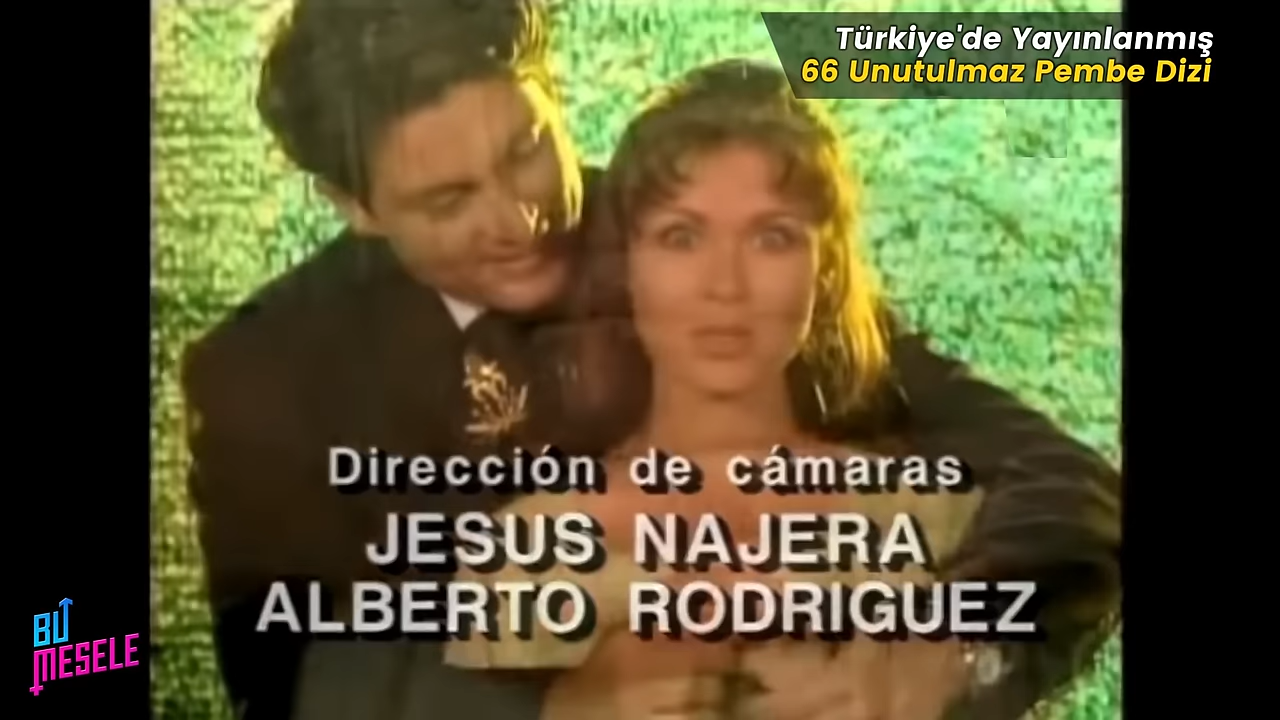 Türkiye'de Yayınlanmış
66 Unutulmaz Pembe Dizi
Dirección de cámaras
JESUS NAJERA
ALBERTO RODRIGUEZ
BU
MESELE